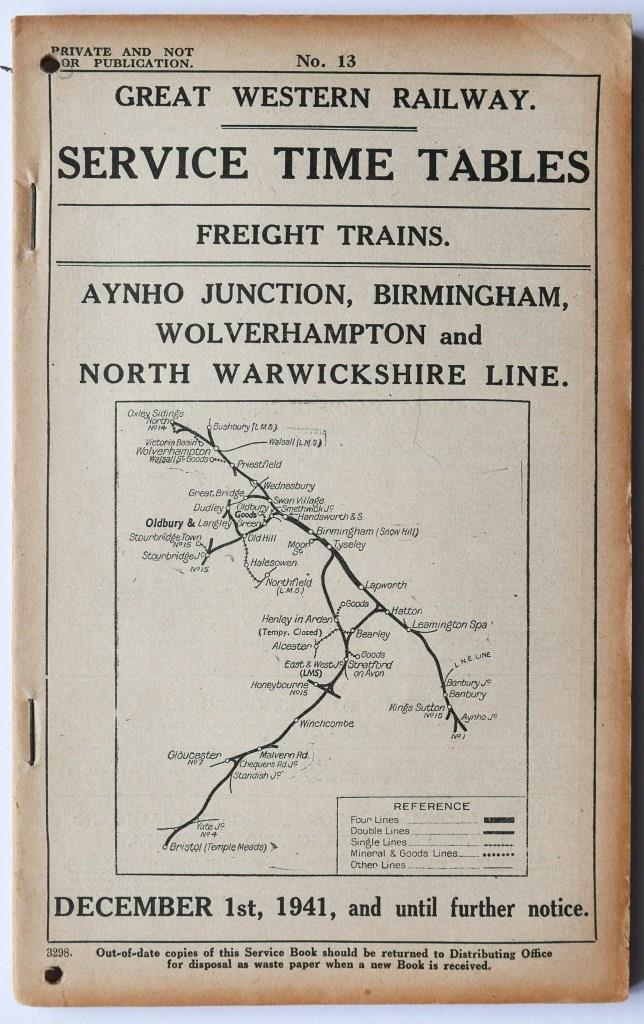 PRIVATE AND NOT
OR PUBLICATION.
No. 13
GREAT WESTERN RAILWAY.
SERVICE TIME TABLES
FREIGHT TRAINS.
AYNHO JUNCTION, BIRMINGHAM,
WOLVERHAMPTON and
NORTH WARWICKSHIRE LINE.
Oxley Sidings
North
No 14
Bushbury (L.M.S.)
Victoria Basin
Walsall (L.M.S.)
Wolverhampton
Walsall St. Goods
Priestfield
Wednesbury
Great Bridge
Swan Village
Dudley
Oldbury
Goods
Smethwick Jc
Handsworth & S.
Oldbury &
Langley Green
Birmingham (Snow Hill)
Stourbridge Town
No 15
Old Hill
Moor
St
Tyseley
Stourbridge Jc
No 15
Halesowen
Northfield
(L.M.S.)
Lapworth
Goods
Hatton
Henley in Arden
(Tempy. Closed)
Leamington Spa
Bearley
Alcester
Goods
East & West Jc
(LMS)
Stratford
on Avon
L.N.E. LINE
Honeybourne
No 15
Banbury Jc
Banbury
Kings Sutton
No 15
Aynho Jc
No 1
Winchcombe
Gloucester
No 7
Malvern Rd.
Chequers Rd. Jc
Standish Jc
Yate Jc
No 4
Bristol (Temple Meads)
REFERENCE
Four Lines
Double Lines
Single Lines
Mineral & Goods Lines
Other Lines
DECEMBER 1st, 1941, and until further notice.
3298. Out-of-date copies of this Service Book should be returned to Distributing Office
for disposal as waste paper when a new Book is received.